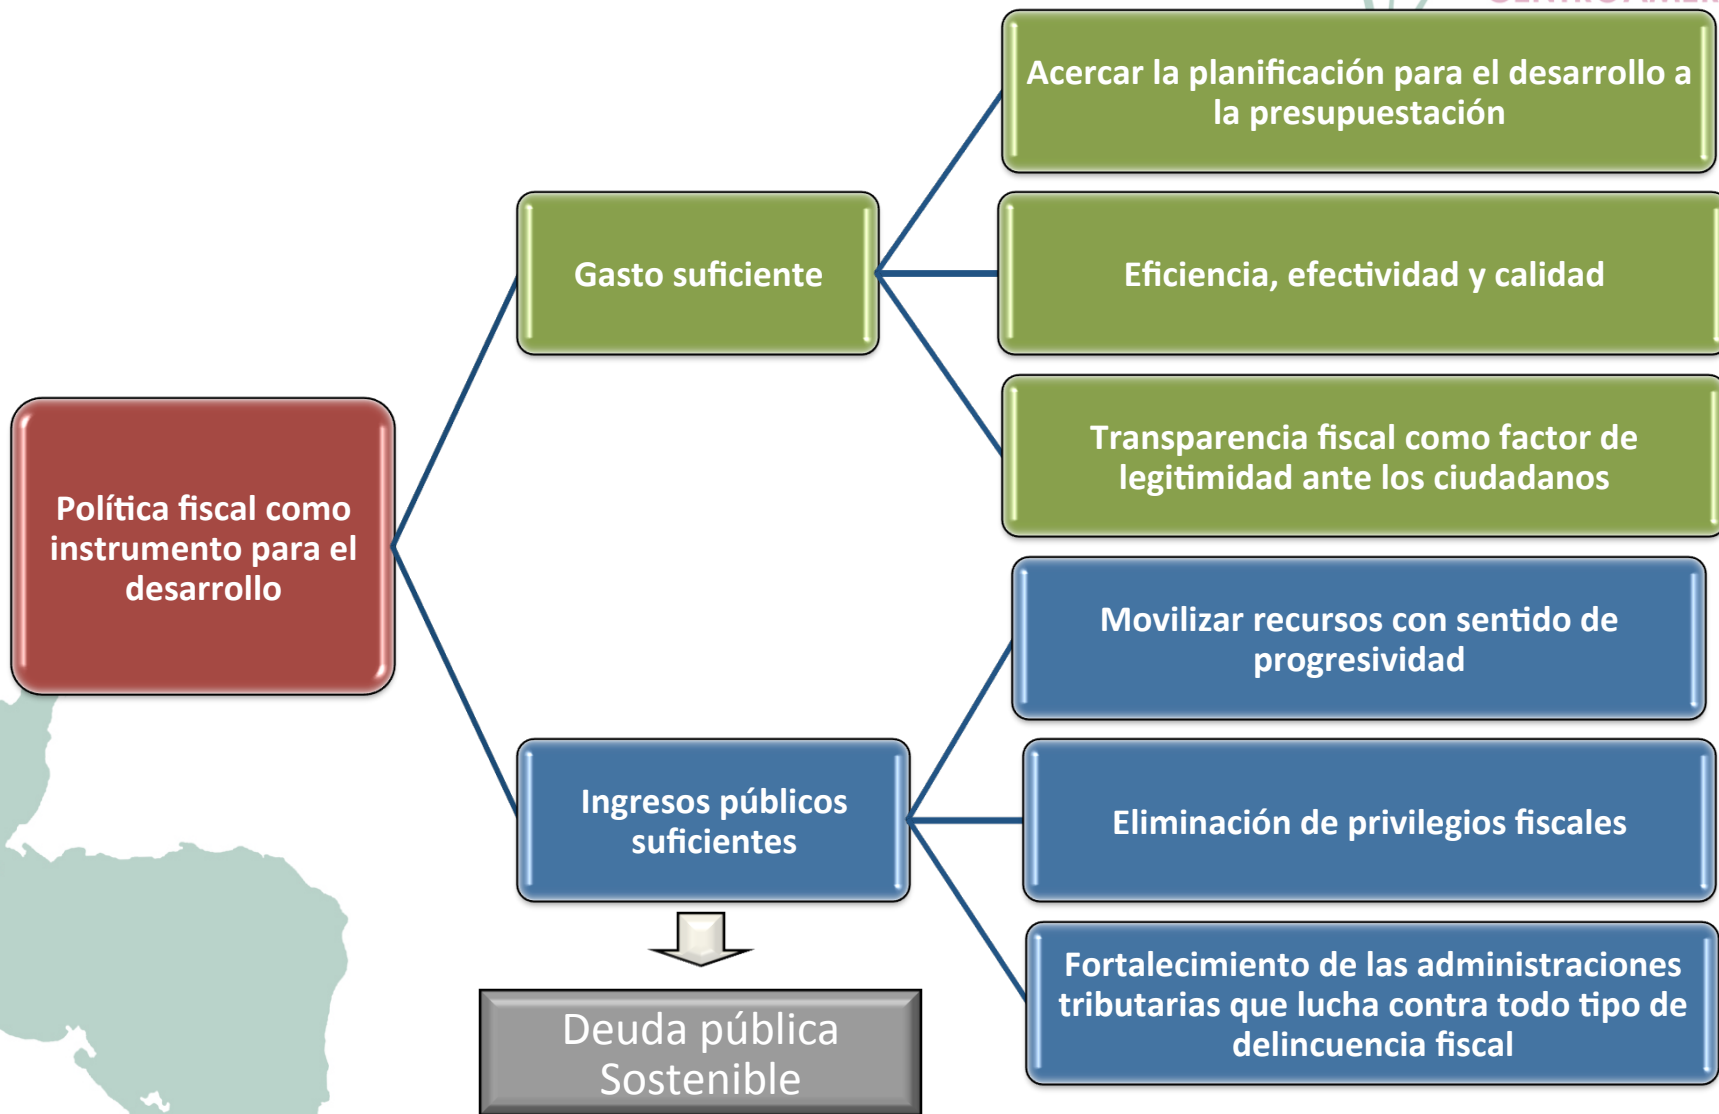 Acercar la planificación para el desarrollo a
la presupuestación
Gasto suficiente
Eficiencia, efectividad y calidad
Transparencia fiscal como factor de
legitimidad ante los ciudadanos
Política fiscal como
instrumento para el
desarrollo
Movilizar recursos con sentido de
progresividad
Ingresos públicos
suficientes
Eliminación de privilegios fiscales
Fortalecimiento de las administraciones
tributarias que lucha contra todo tipo de
delincuencia fiscal
Deuda pública
Sostenible